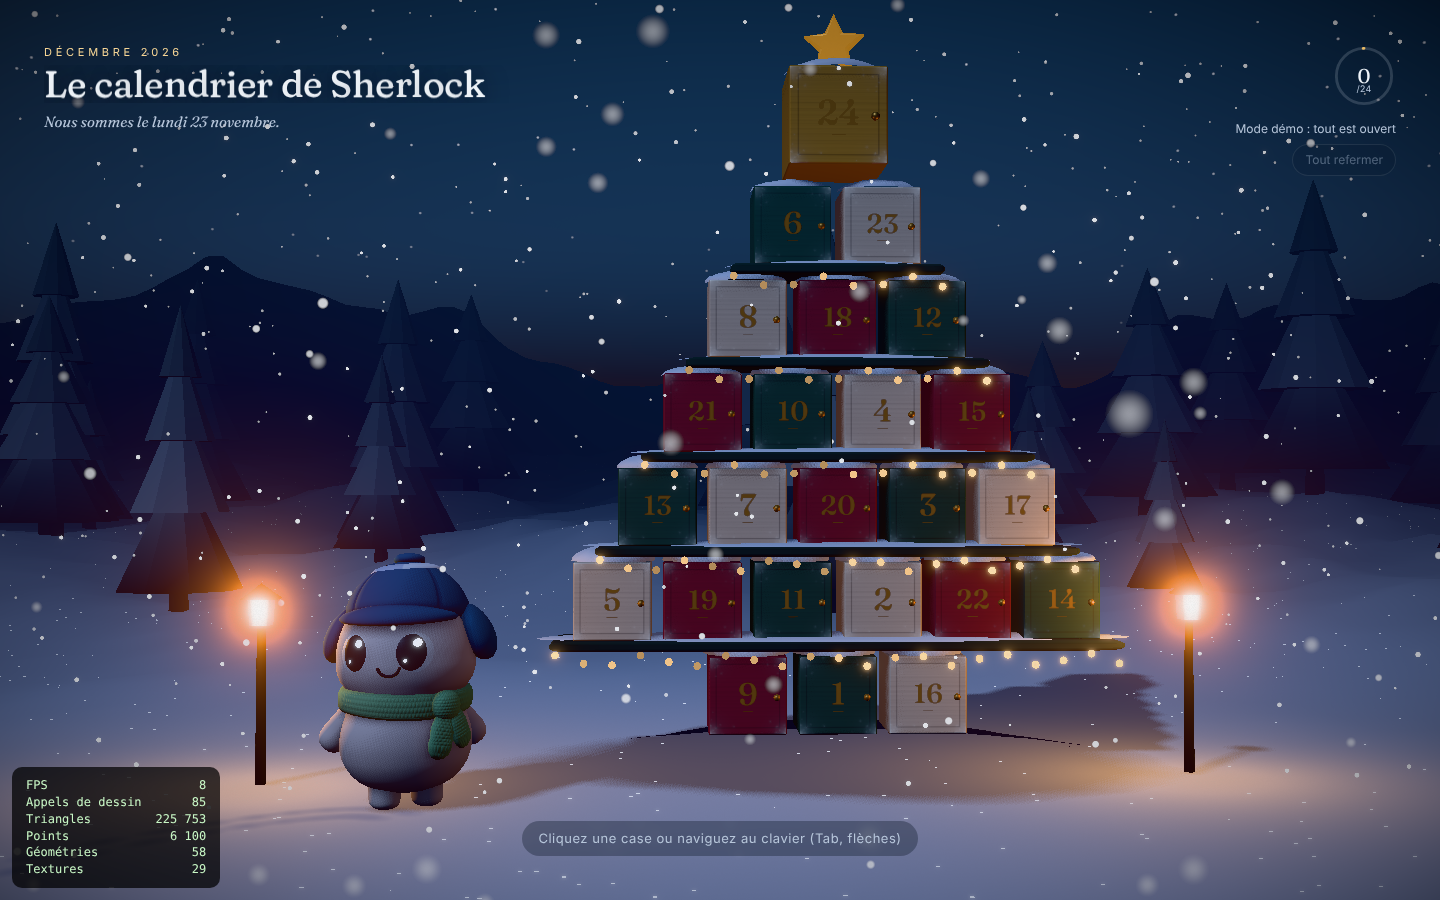 DÉCEMBRE 2026
Le calendrier de Sherlock
Nous sommes le lundi 23 novembre.
0
/24
Mode démo : tout est ouvert
Tout refermer
24
6 23
8 18 12
21 10 4 15
13 7 20 3 17
5 19 11 2 22 14
9 1 16
FPS 8
Appels de dessin 85
Triangles 225 753
Points 6 100
Géométries 58
Textures 29
Cliquez une case ou naviguez au clavier (Tab, flèches)